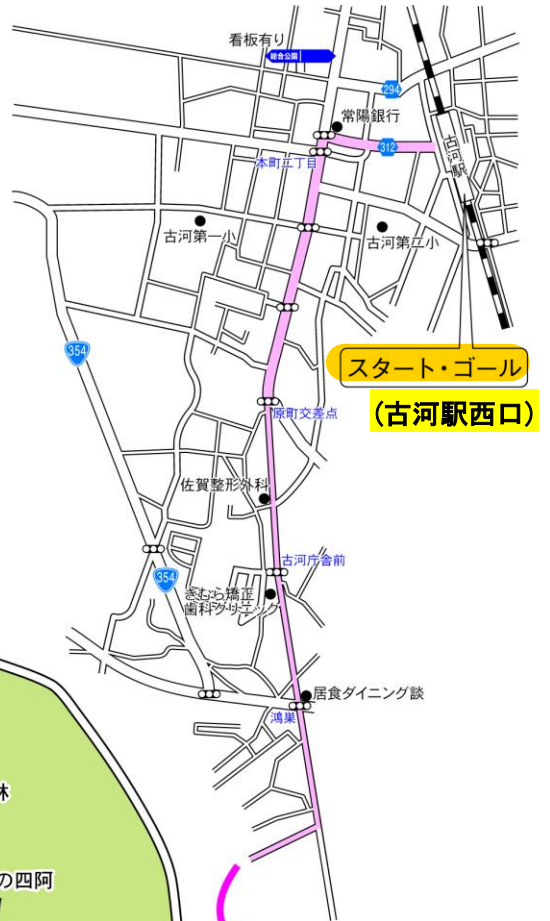 看板有り
総合公園
294
常陽銀行
312
古河駅
本町二丁目
古河第一小
古河第二小
354
スタート・ゴール
(古河駅西口)
原町交差点
佐賀整形外科
古河庁舎前
354
きむら矯正
歯科クリニック
居食ダイニング談
鴻巣
林
の四阿